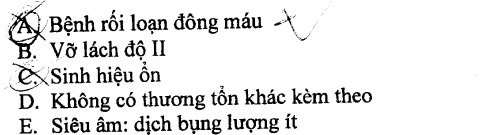 A. Bệnh rối loạn đông máu
B. Vỡ lách độ II
C. Sinh hiệu ổn
D. Không có thương tổn khác kèm theo
E. Siêu âm: dịch bụng lượng ít